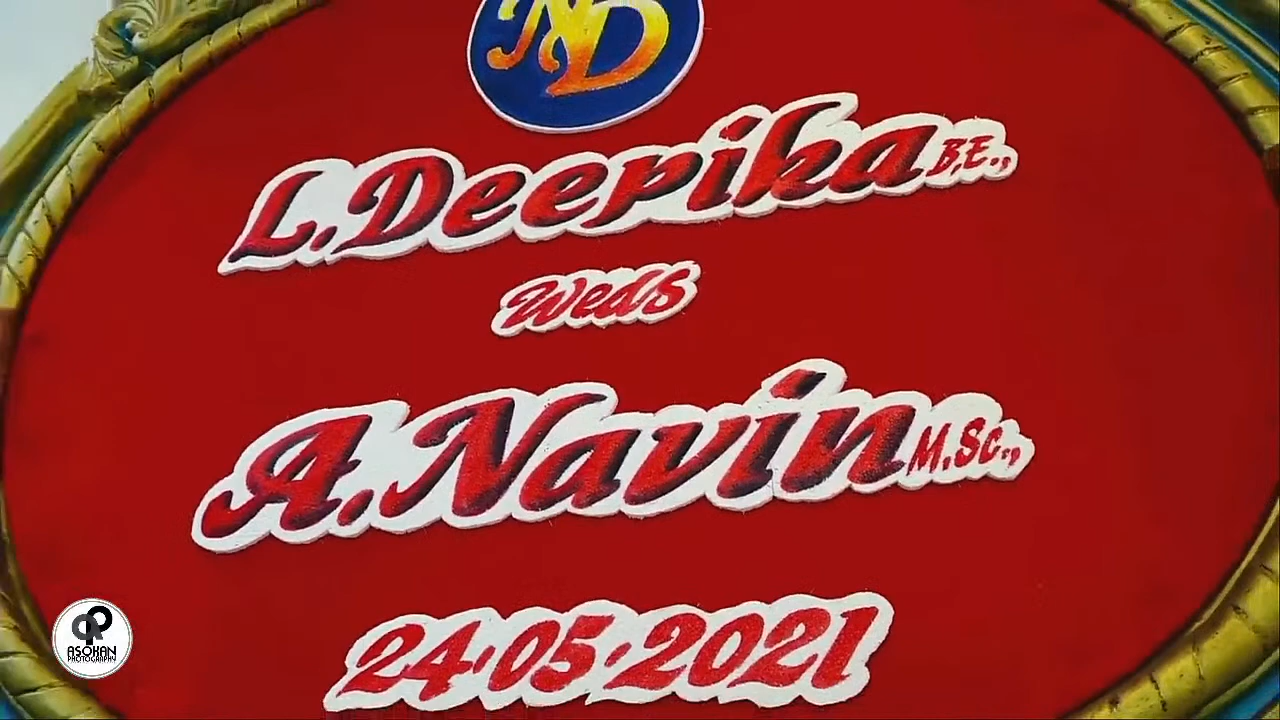 ND
L.Deepika B.E.,
Weds
A.Navin M.Sc.,
24.05.2021
ASOKAN
PHOTOGRAPHY